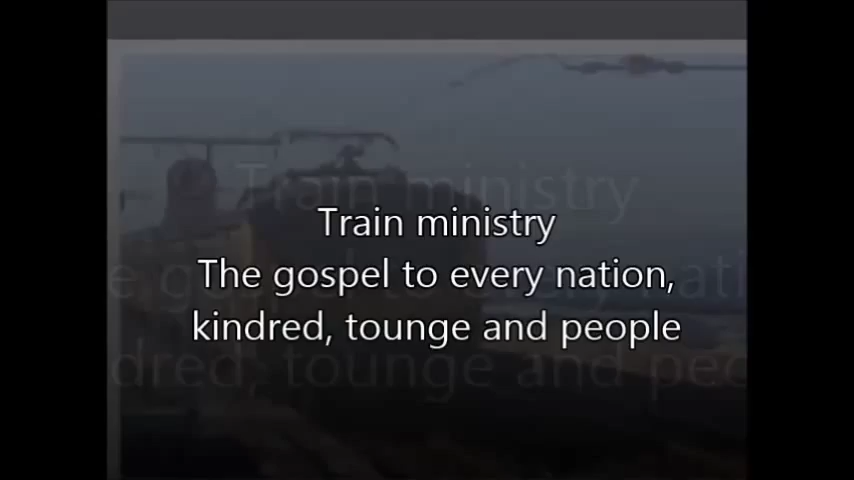 Train ministry
The gospel to every nation,
kindred, tounge and people